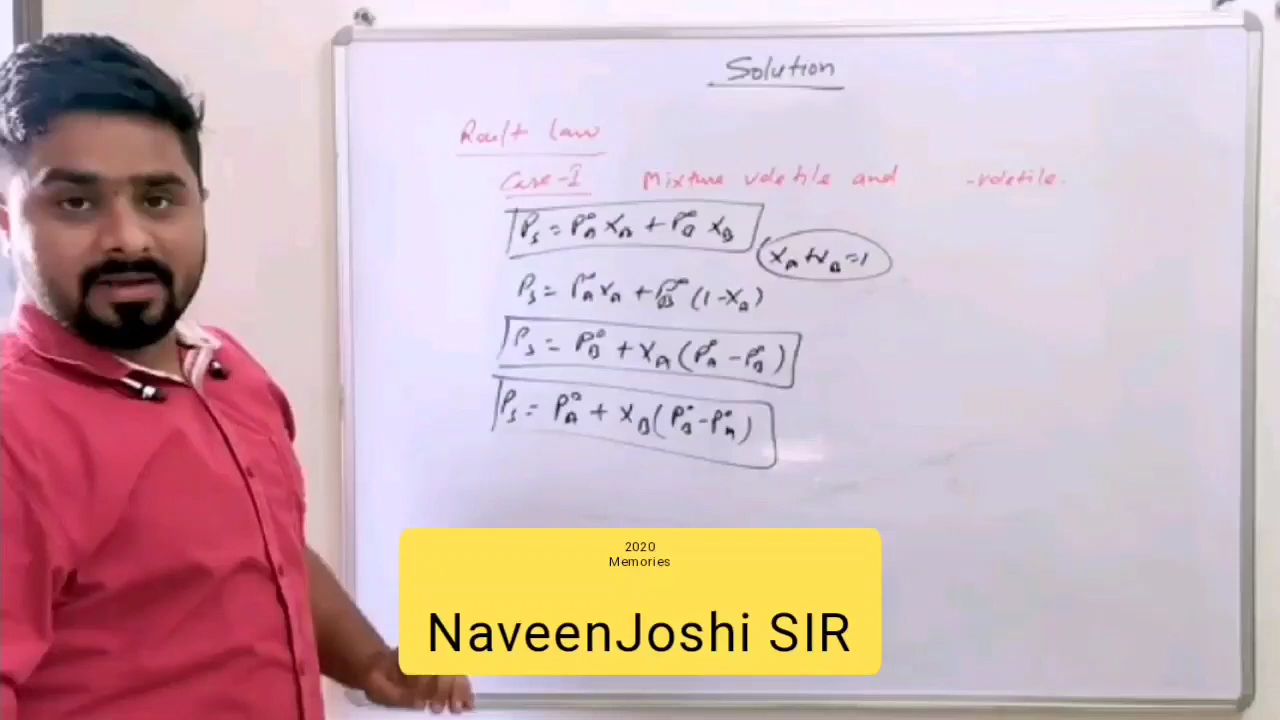 Solution
Rault law
Case-I Mixture volatile and -volatile.
Ps = P°A XA + P°B XB
XA + XB = 1
Ps = P°A XA + P°B (1 - XA)
Ps = P°B + XA (P°A - P°B)
Ps = P°A + XB (P°B - P°A)
2020
Memories
NaveenJoshi SIR